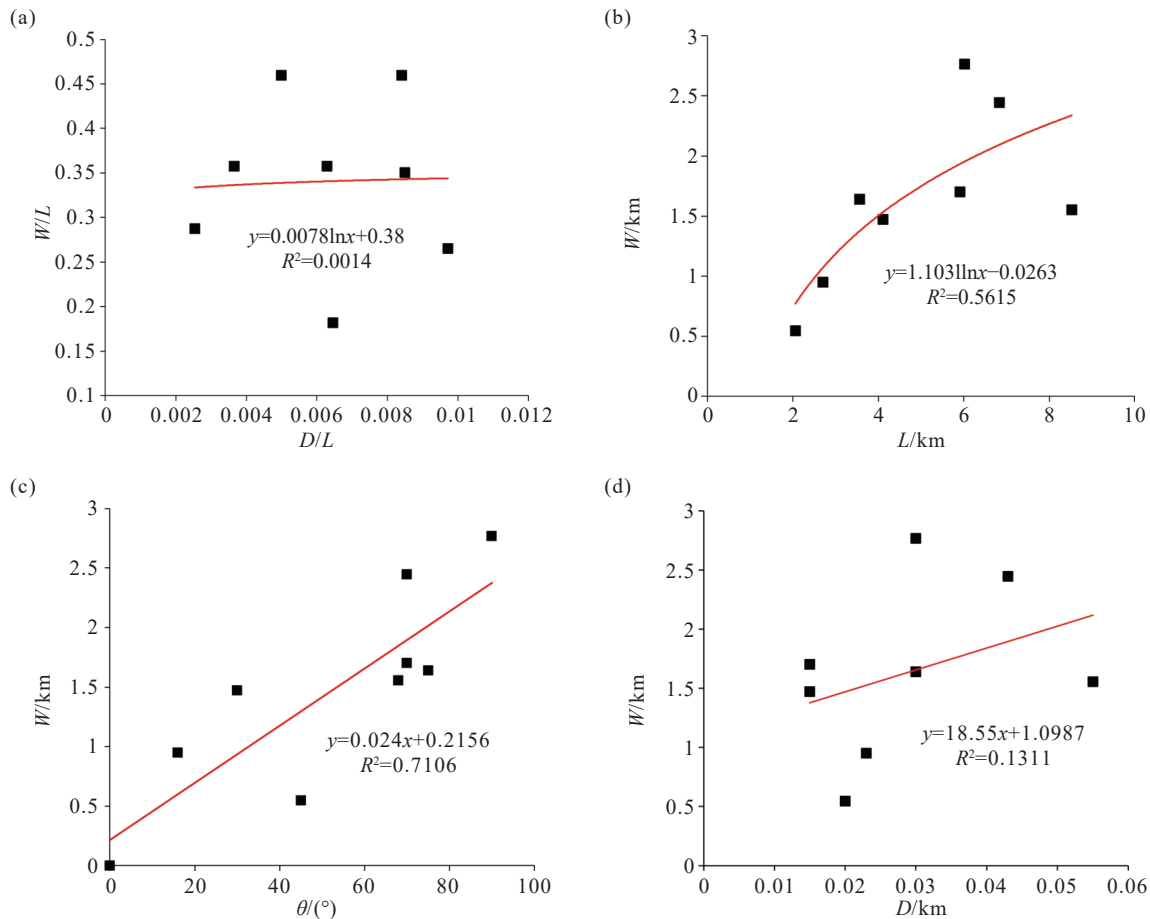 (a)
0.5
0.45
0.4
0.35
0.3
0.25
0.2
0.15
0.1
W/L
y=0.0078lnx+0.38
R²=0.0014
0 0.002 0.004 0.006 0.008 0.01 0.012
D/L
(b)
3
2.5
2
1.5
1
0.5
0
W/km
y=1.103llnx−0.0263
R²=0.5615
0 2 4 6 8 10
L/km
(c)
3
2.5
2
1.5
1
0.5
0
W/km
y=0.024x+0.2156
R²=0.7106
0 20 40 60 80 100
θ/(°)
(d)
3
2.5
2
1.5
1
0.5
0
W/km
y=18.55x+1.0987
R²=0.1311
0 0.01 0.02 0.03 0.04 0.05 0.06
D/km